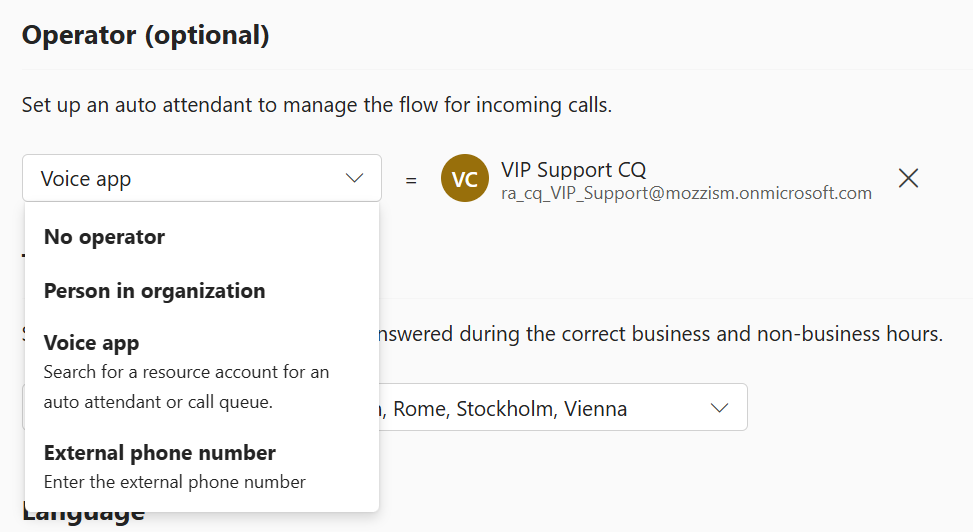 Operator (optional)
Set up an auto attendant to manage the flow for incoming calls.
Voice app
=
VC
VIP Support CQ
ra_cq_VIP_Support@mozzism.onmicrosoft.com
No operator
Person in organization
Voice app
Search for a resource account for an
auto attendant or call queue.
External phone number
Enter the external phone number
nswered during the correct business and non-business hours.
, Rome, Stockholm, Vienna
Language